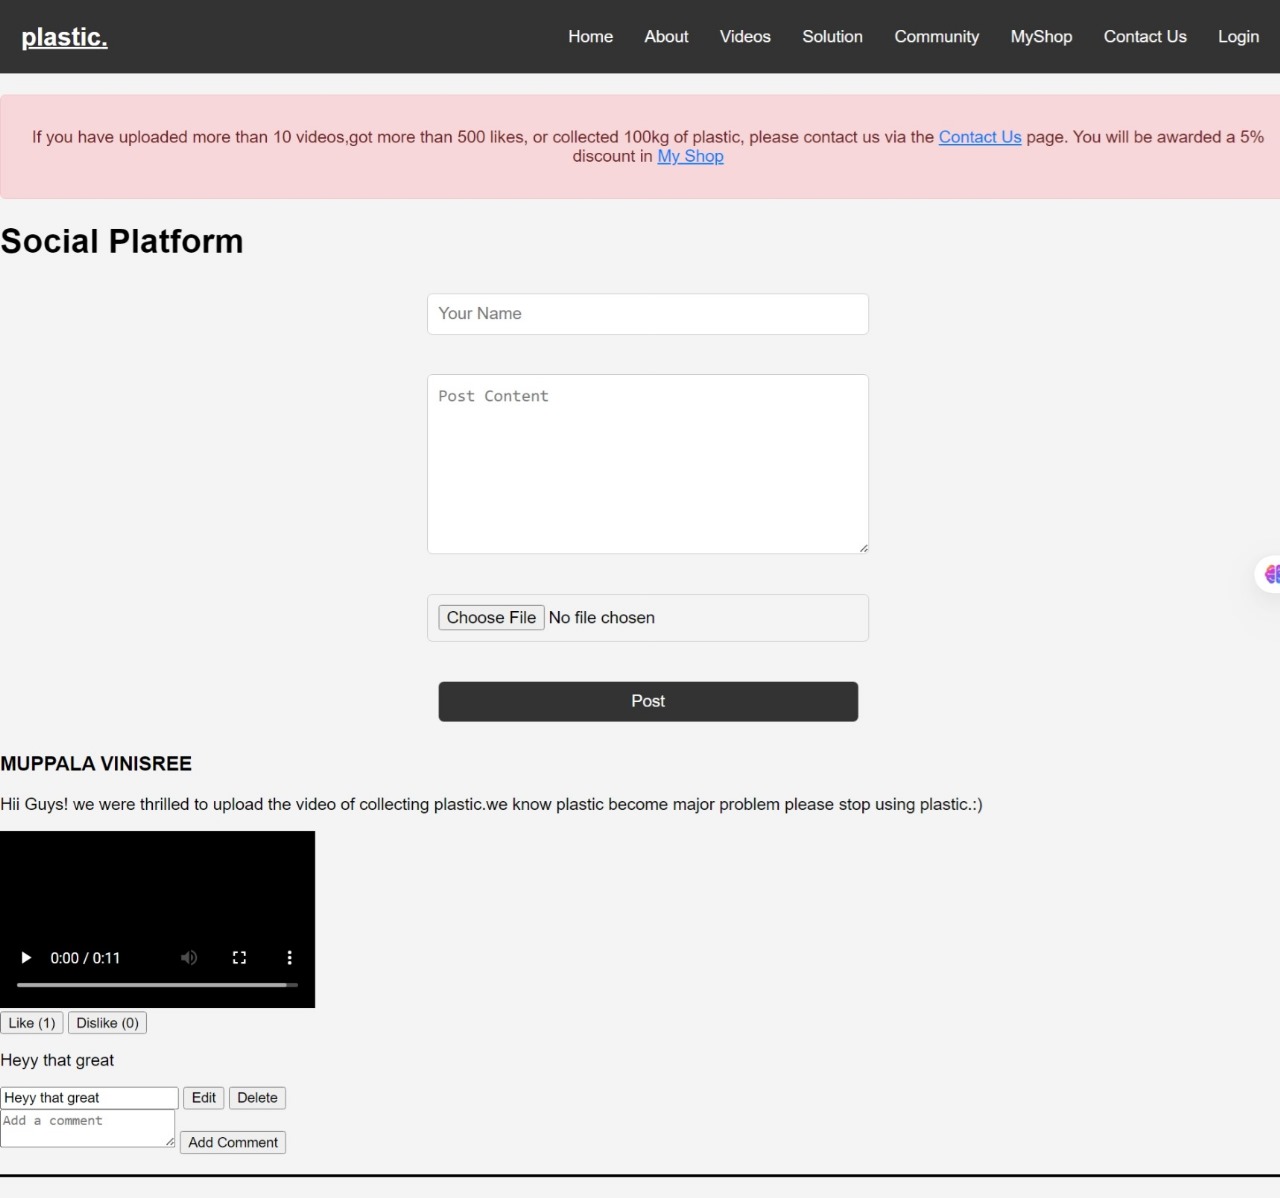 plastic.
Home About Videos Solution Community MyShop Contact Us Login
If you have uploaded more than 10 videos,got more than 500 likes, or collected 100kg of plastic, please contact us via the Contact Us page. You will be awarded a 5%
discount in My Shop
Social Platform
Your Name
Post Content
Choose File No file chosen
Post
MUPPALA VINISREE
Hii Guys! we were thrilled to upload the video of collecting plastic.we know plastic become major problem please stop using plastic.:)
0:00 / 0:11
Like (1) Dislike (0)
Heyy that great
Heyy that great Edit Delete
Add a comment
Add Comment